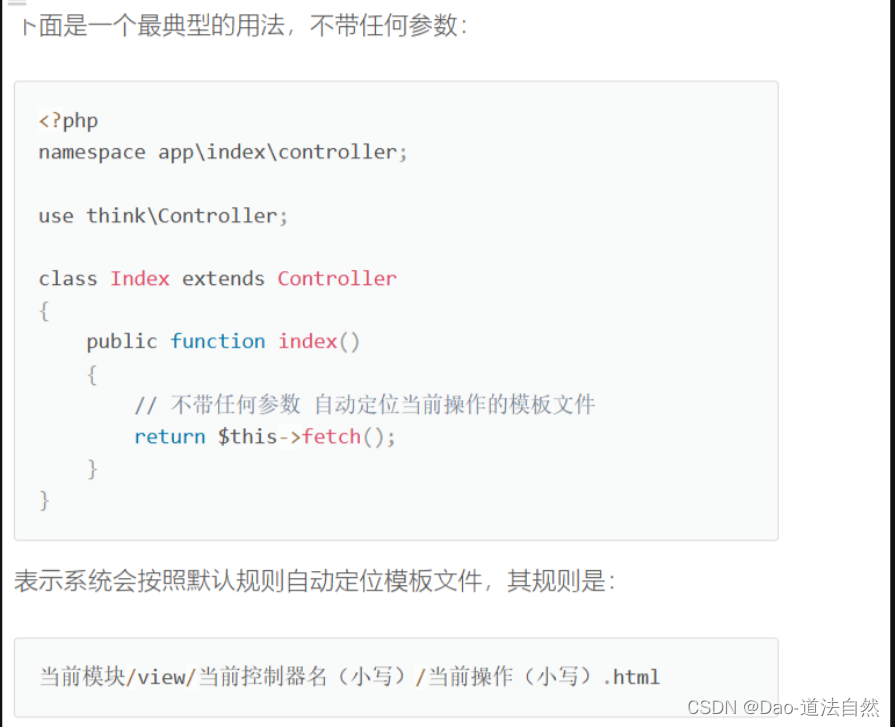 下面是一个最典型的用法，不带任何参数：
<?php
namespace app\index\controller;
use think\Controller;
class Index extends Controller
{
public function index()
{
// 不带任何参数 自动定位当前操作的模板文件
return $this->fetch();
}
}
表示系统会按照默认规则自动定位模板文件，其规则是：
当前模块/view/当前控制器名（小写）/当前操作（小写）.html
CSDN @Dao-道法自然